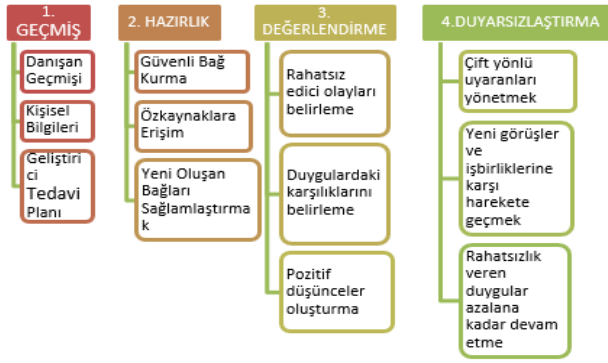 1.
GEÇMİŞ
Danışan
Geçmişi
Kişisel
Bilgileri
Geliştiri
ci
Tedavi
Planı
2. HAZIRLIK
Güvenli Bağ
Kurma
Özkaynaklara
Erişim
Yeni Oluşan
Bağları
Sağlamlaştırma
k
3.
DEĞERLENDİRME
Rahatsız
edici olayları
belirleme
Duygulardaki
karşılıklarını
belirleme
Pozitif
düşünceler
oluşturma
4.DUYARSIZLAŞTIRMA
Çift yönlü
uyaranları
yönetmek
Yeni görüşler
ve
işbirliklerine
karşı
harekete
geçmek
Rahatsızlık
veren
duygular
azalana
kadar devam
etme